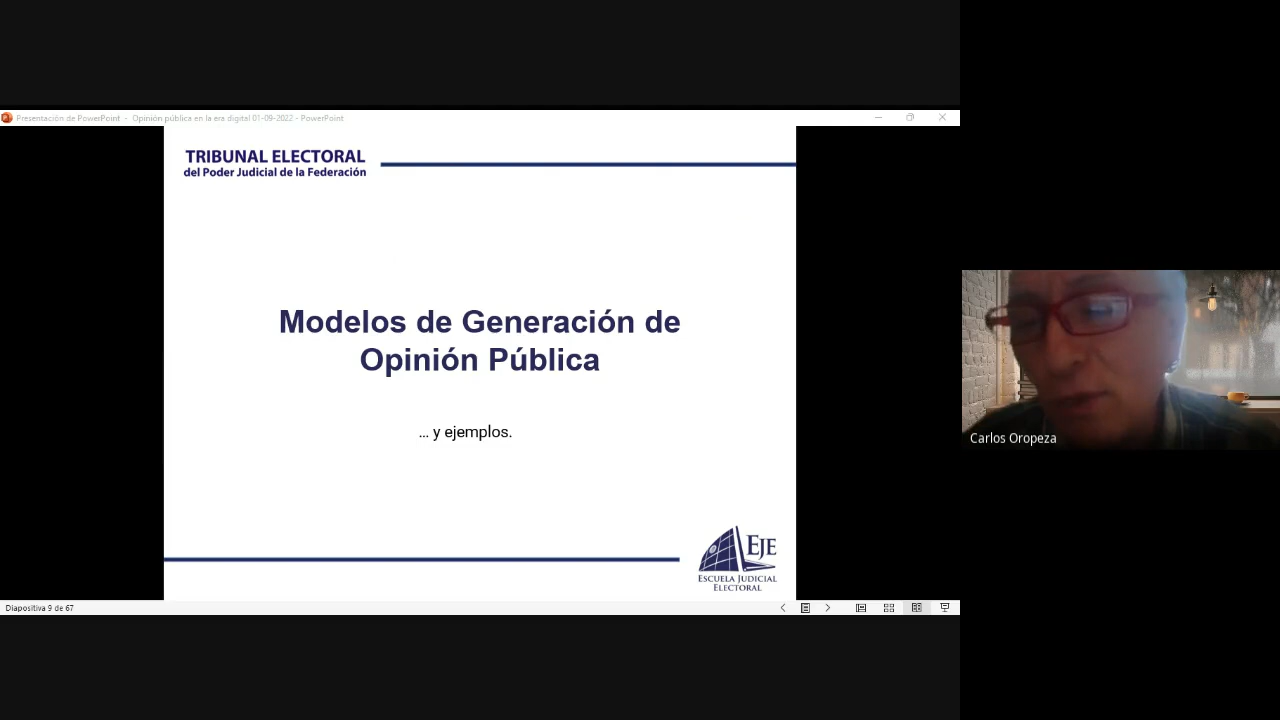 Presentación de PowerPoint - Opinión pública en la era digital 01-09-2022 - PowerPoint
TRIBUNAL ELECTORAL
del Poder Judicial de la Federación
Modelos de Generación de
Opinión Pública
... y ejemplos.
EJE
ESCUELA JUDICIAL
ELECTORAL
Carlos Oropeza
Diapositiva 9 de 67